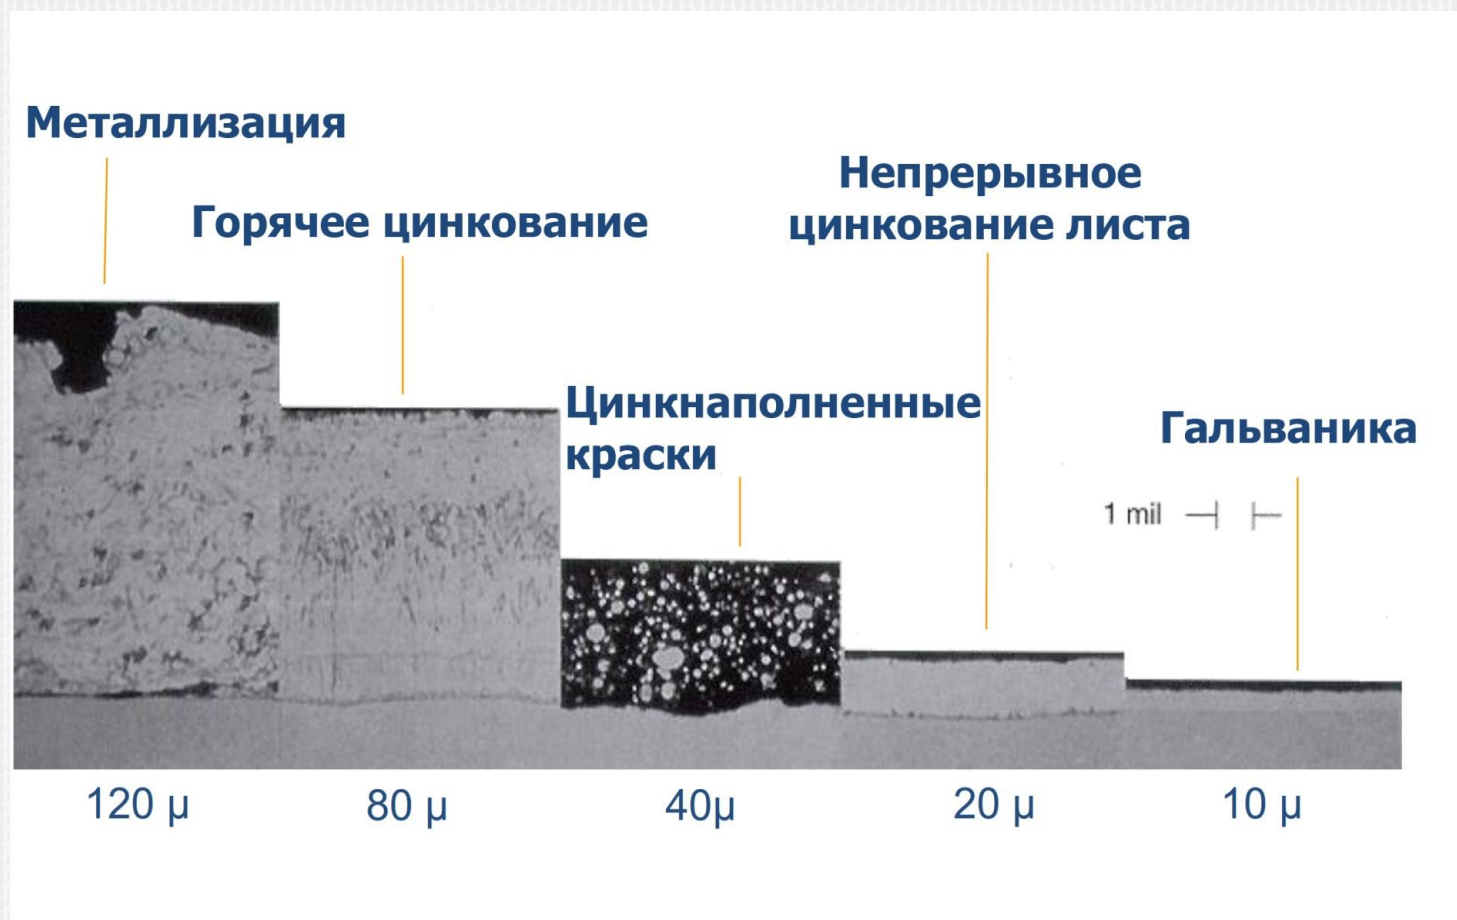 Металлизация
Горячее цинкование
Непрерывное
цинкование листа
Цинкнаполненные
краски
Гальваника
1 mil
120 μ
80 μ
40μ
20 μ
10 μ